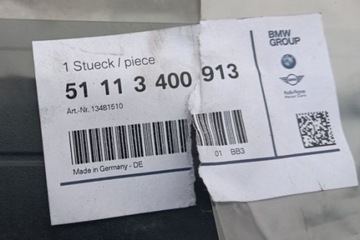 1 Stueck / piece
51 11 3 400 913
Art.-Nr. 13481510
Made in Germany - DE
01 BB3
BMW
GROUP